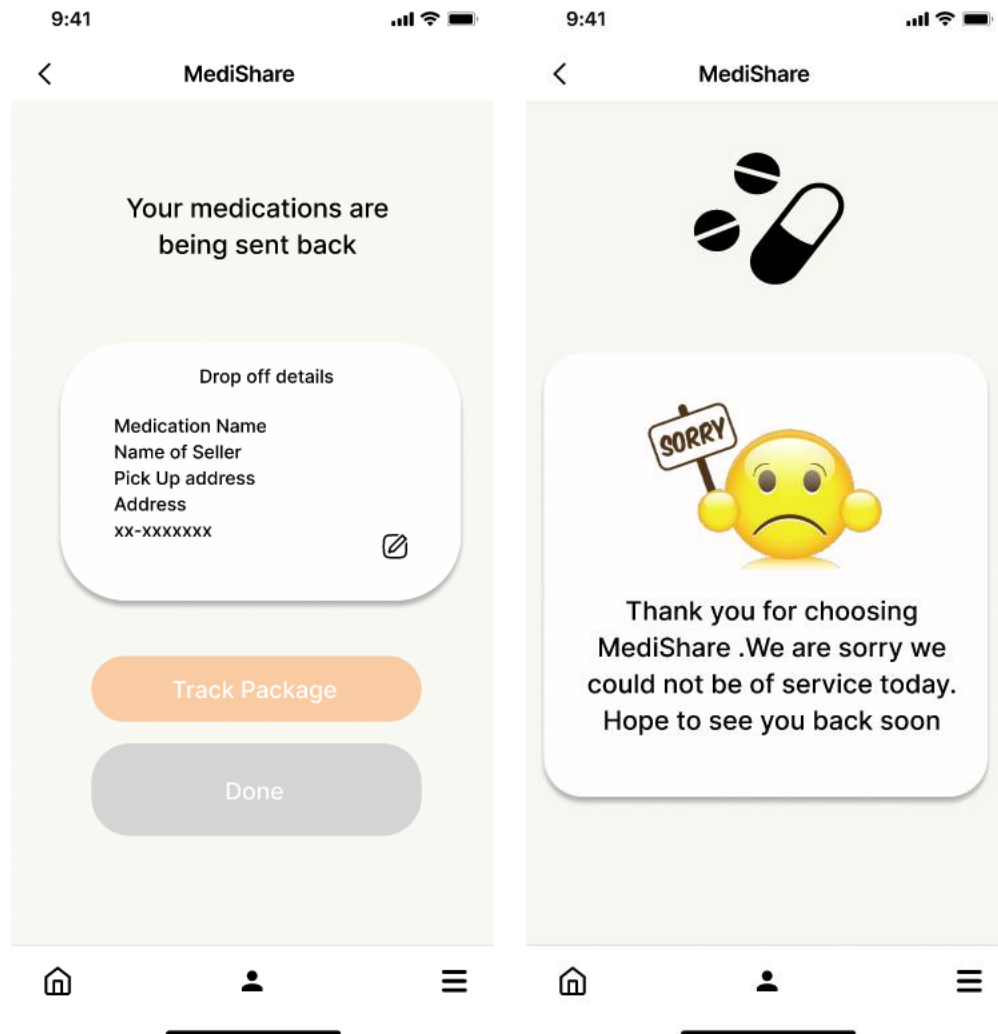 9:41
MediShare
Your medications are
being sent back
Drop off details
Medication Name
Name of Seller
Pick Up address
Address
xx-xxxxxxx
Track Package
Done
9:41
MediShare
SORRY
Thank you for choosing
MediShare .We are sorry we
could not be of service today.
Hope to see you back soon